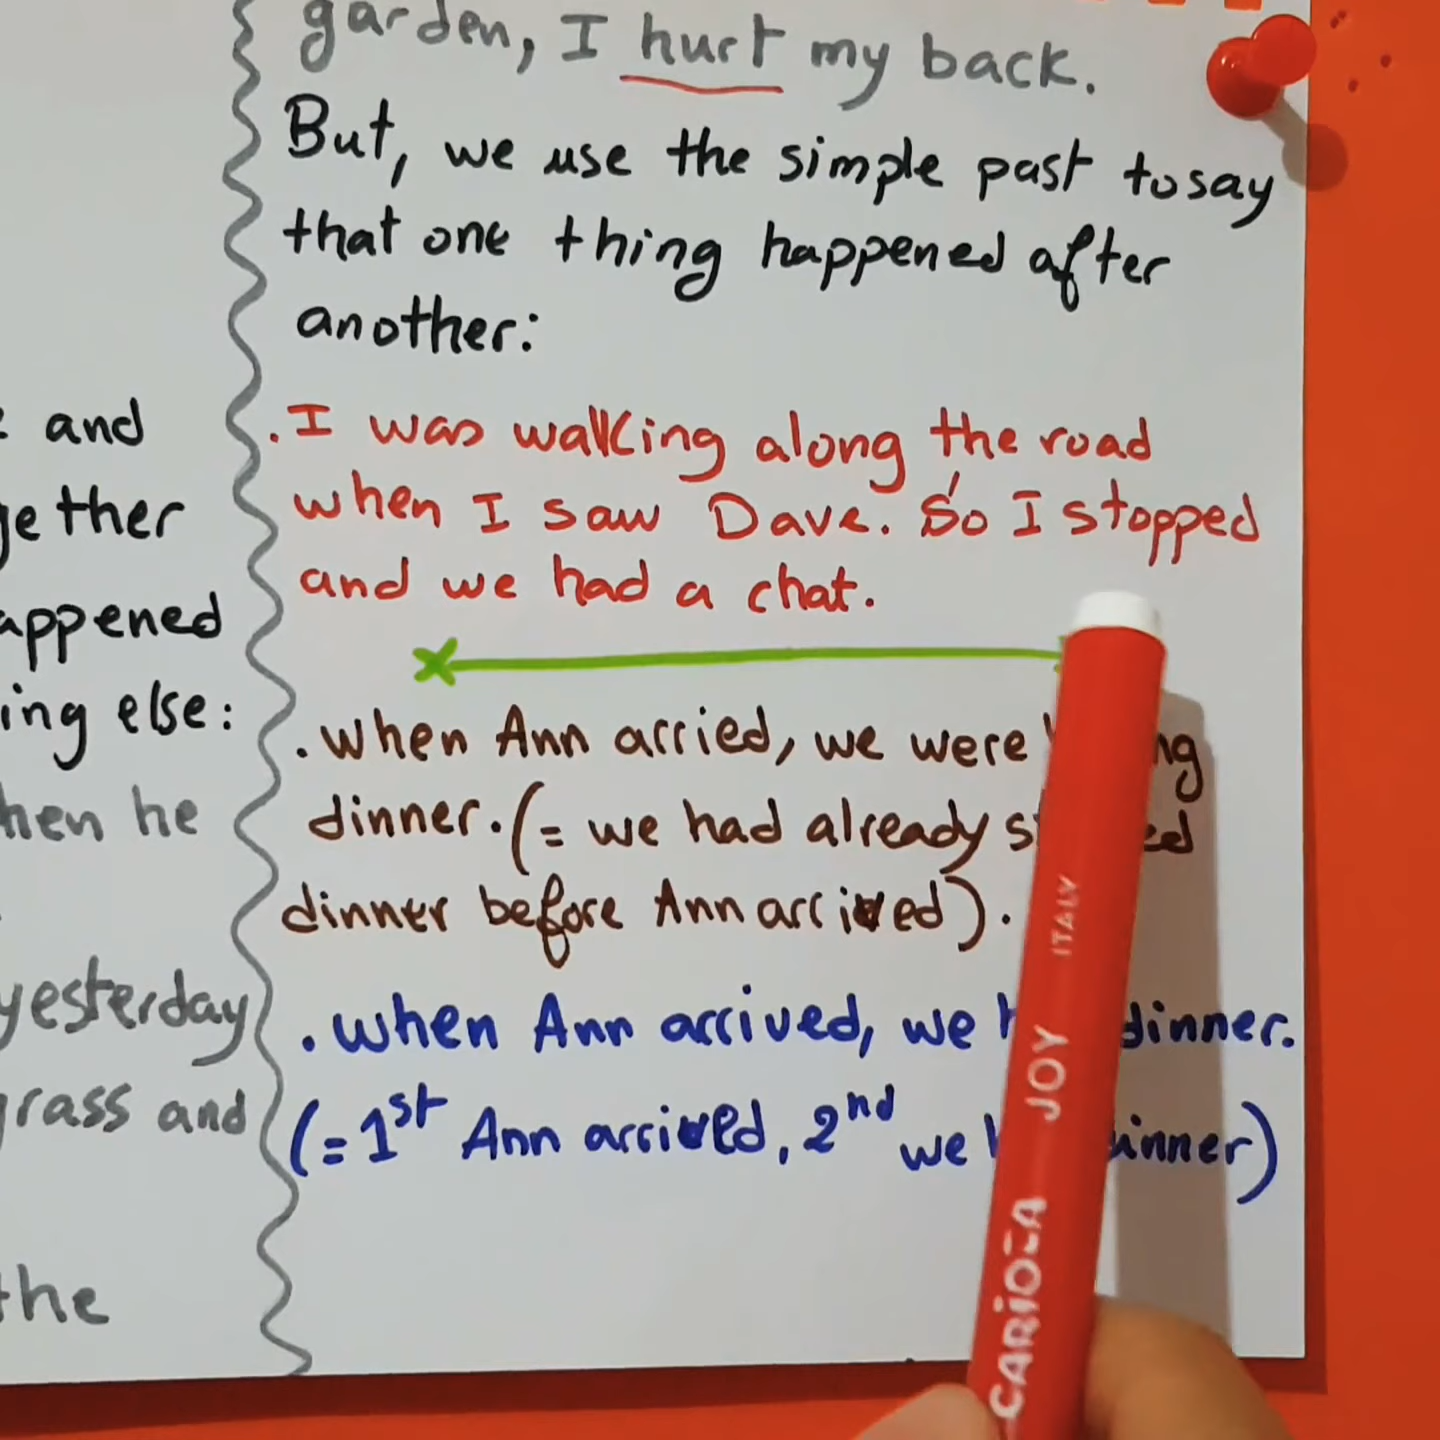 and
gether
appened
ing else:
hen he
yesterday
grass and
the
garden, I hurt my back.
But, we use the simple past to say
that one thing happened after
another:
. I was walking along the road
when I saw Dave. So I stopped
and we had a chat.
. when Ann arried, we were ng
dinner. (= we had already s ed
dinner before Ann arrived).
. when Ann arrived, we h dinner.
(= 1st Ann arrived, 2nd we h inner)
CARIOCA JOY ITALY